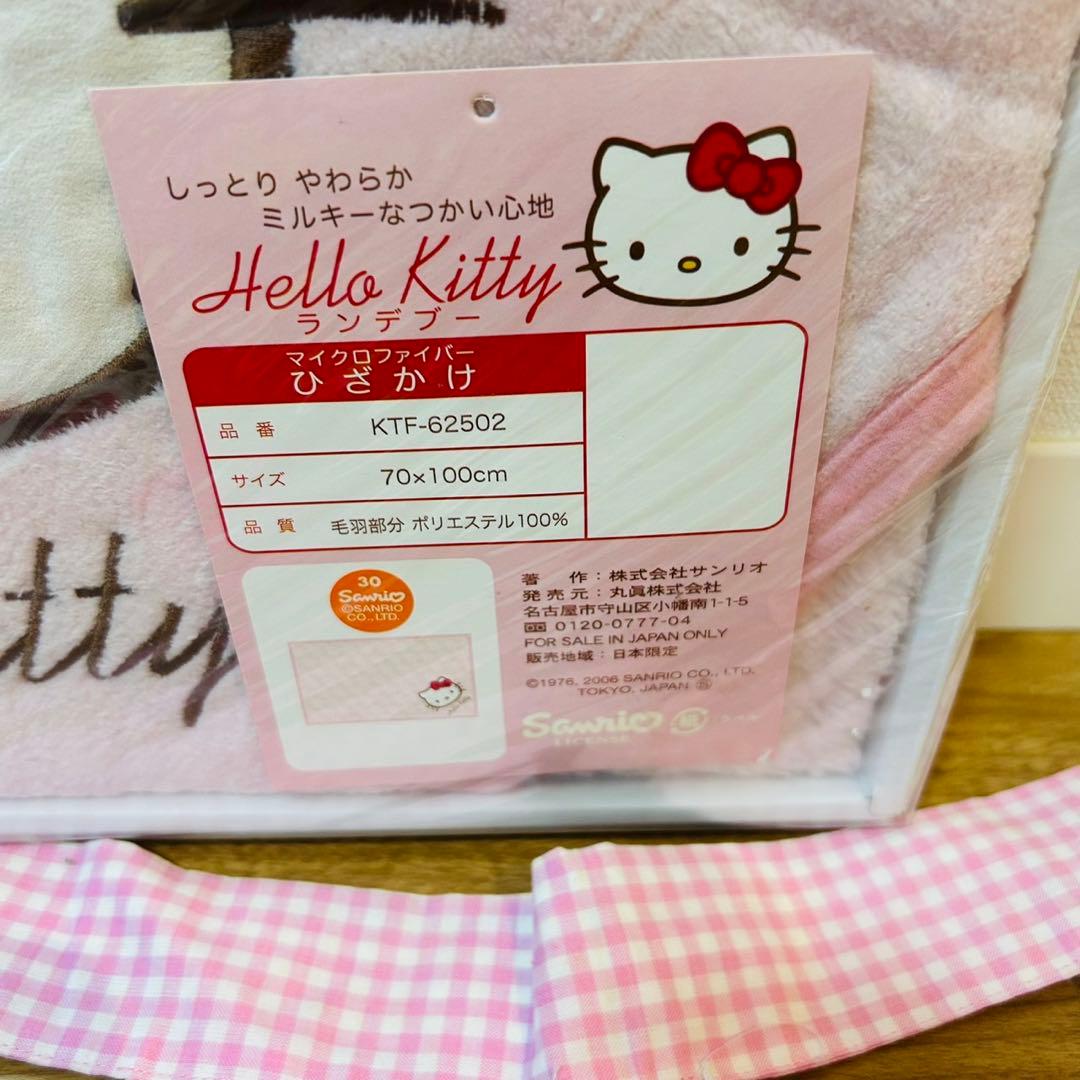 しっとり やわらか
ミルキーなつかい心地
Hello Kitty
ランデブー
マイクロファイバー
ひざかけ
品番 KTF-62502
サイズ 70×100cm
品質 毛羽部分 ポリエステル100%
30
Sanrio
©SANRIO
CO., LTD.
著 作:株式会社サンリオ
発売元:丸眞株式会社
名古屋市守山区小幡南1-1-5
0120-0777-04
FOR SALE IN JAPAN ONLY
販売地域:日本限定
©1976, 2006 SANRIO CO., LTD.
TOKYO, JAPAN Ⓢ
Sanrio
LICENSE
紙
tty